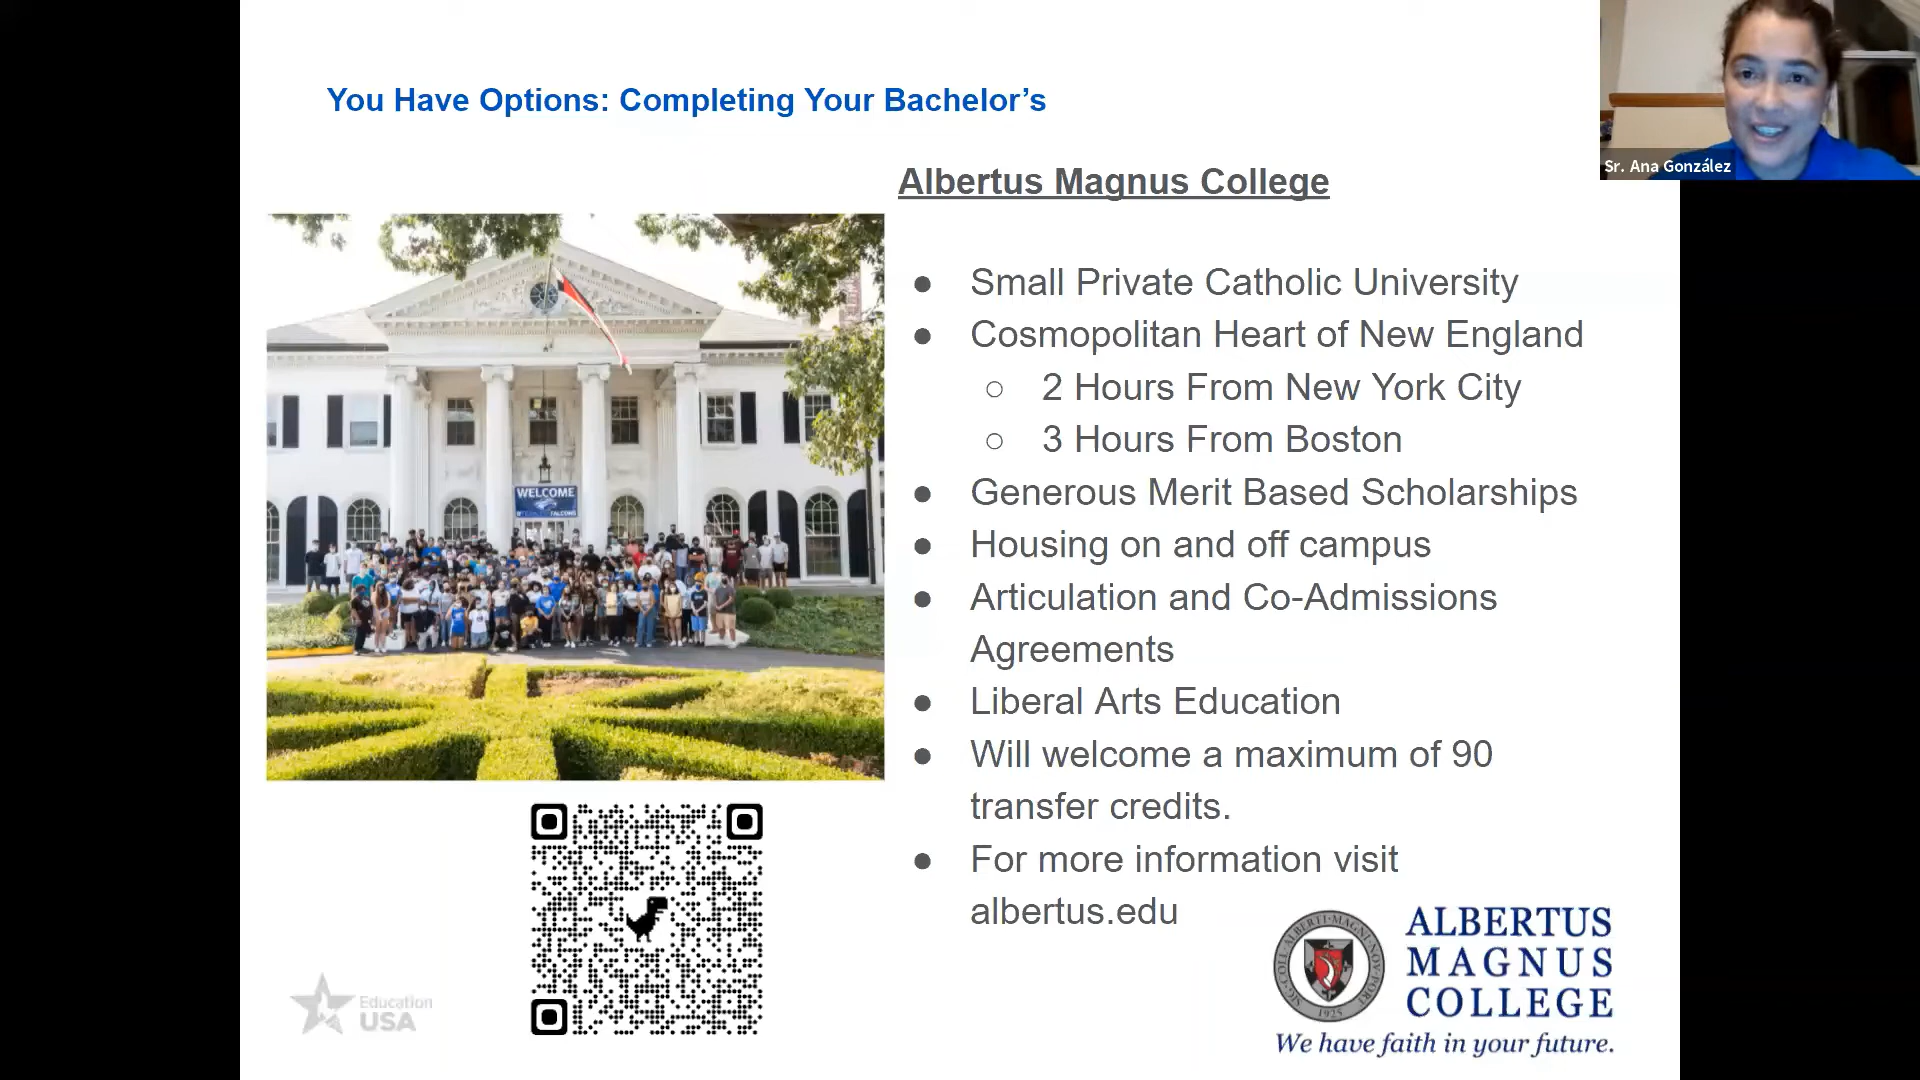 You Have Options: Completing Your Bachelor's
Sr. Ana González
Albertus Magnus College
● Small Private Catholic University
● Cosmopolitan Heart of New England
○ 2 Hours From New York City
○ 3 Hours From Boston
● Generous Merit Based Scholarships
● Housing on and off campus
● Articulation and Co-Admissions
Agreements
● Liberal Arts Education
● Will welcome a maximum of 90
transfer credits.
● For more information visit
albertus.edu
WELCOME
FALCONS
Education
USA
1925
ALBERTUS
MAGNUS
COLLEGE
We have faith in your future.